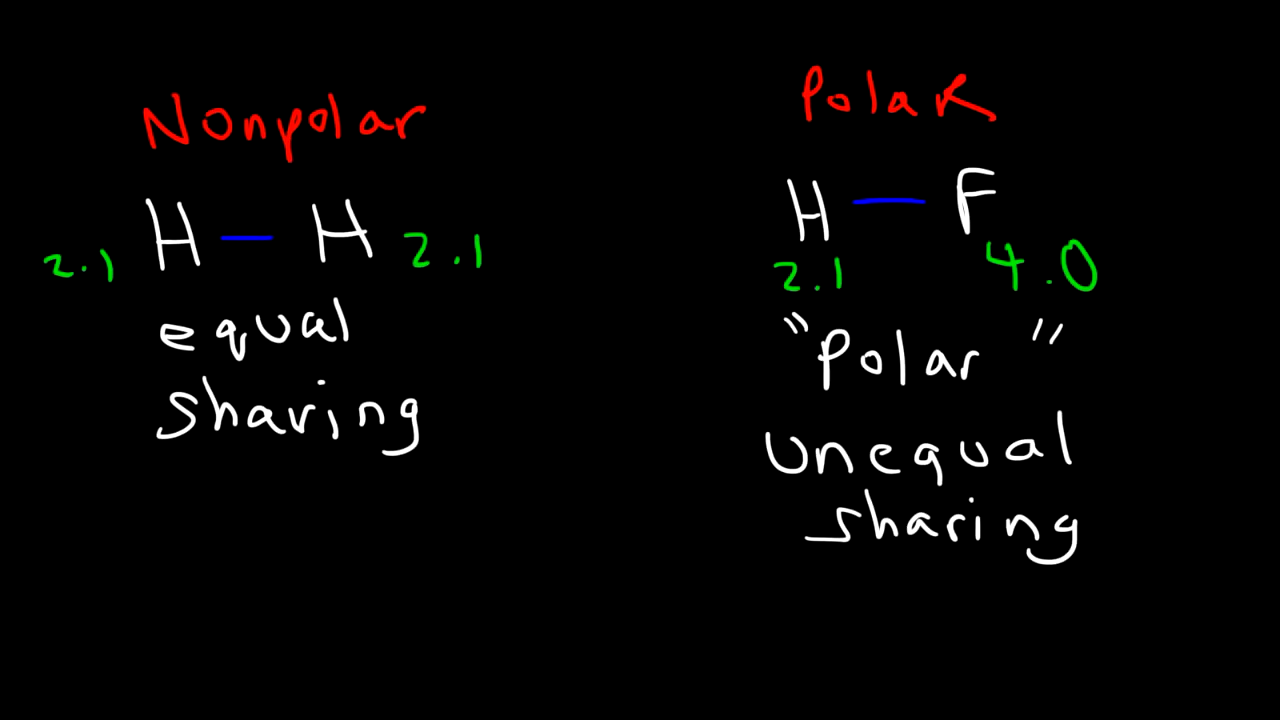 Nonpolar
H — H
2.1 2.1
equal
sharing
Polar
H — F
2.1 4.0
"Polar"
unequal
sharing